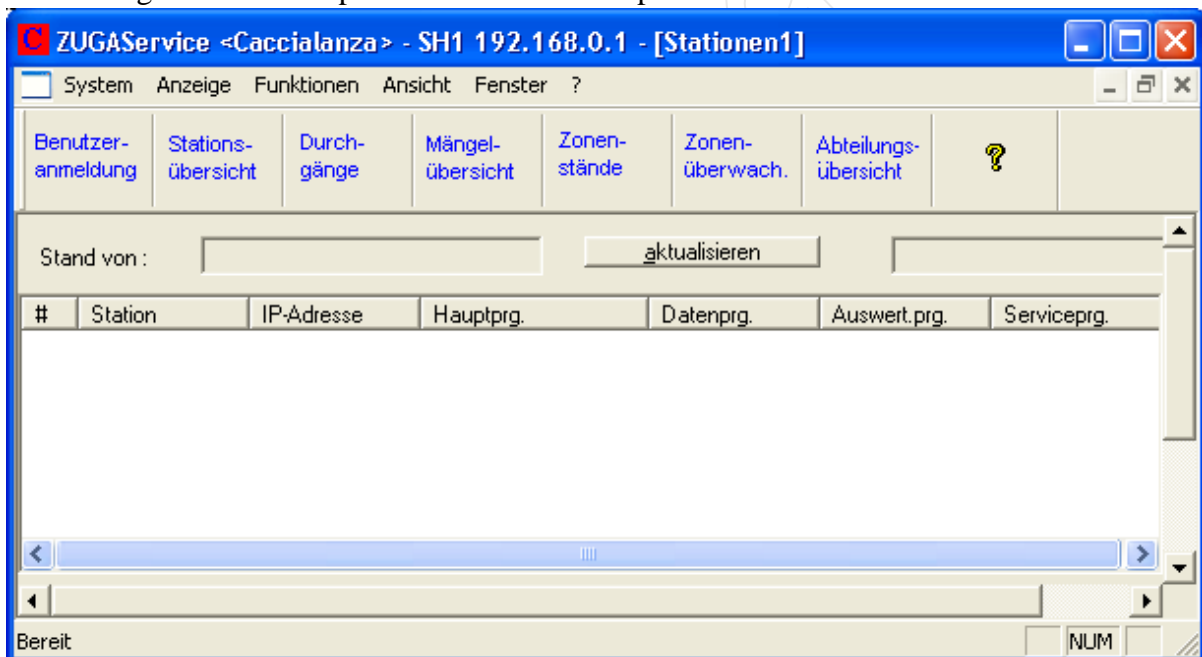 C ZUGAService <Caccialanza> - SH1 192.168.0.1 - [Stationen1]
System Anzeige Funktionen Ansicht Fenster ?
Benutzer-
anmeldung
Stations-
übersicht
Durch-
gänge
Mängel-
übersicht
Zonen-
stände
Zonen-
überwach.
Abteilungs-
übersicht
?
Stand von :
aktualisieren
# Station IP-Adresse Hauptprg. Datenprg. Auswert.prg. Serviceprg.
Bereit
NUM